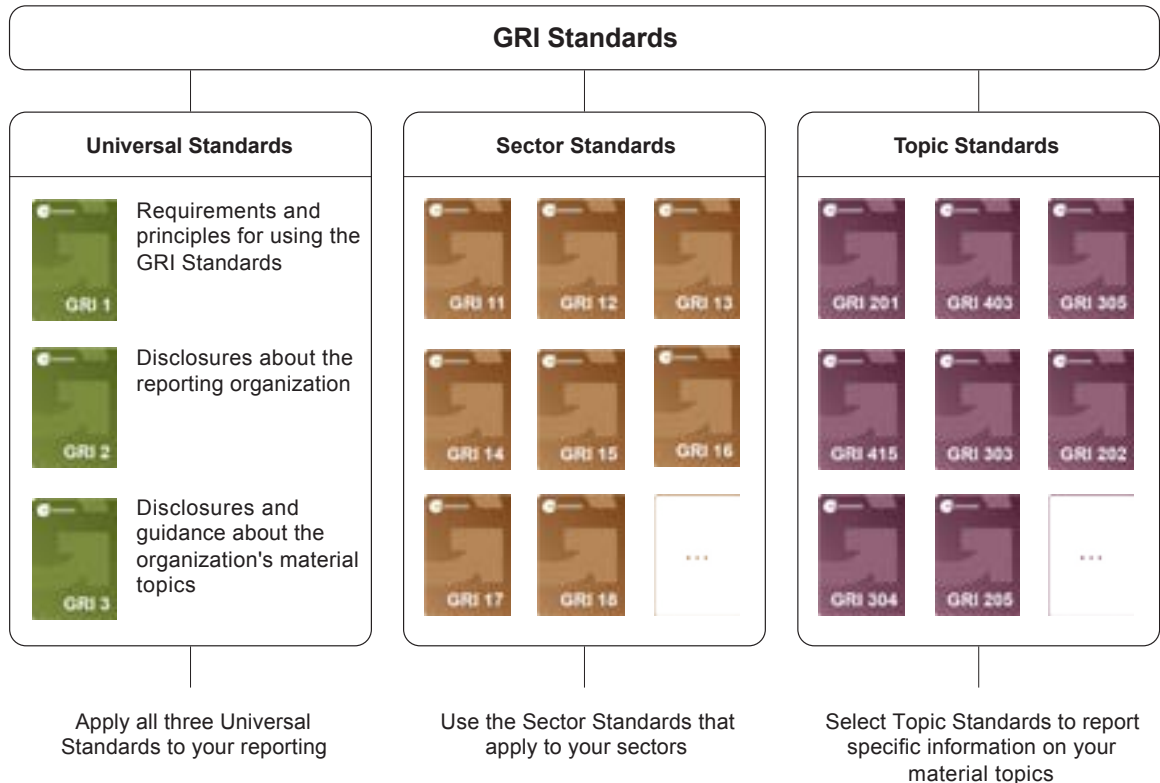 GRI Standards
Universal Standards
GRI 1
Requirements and
principles for using the
GRI Standards
GRI 2
Disclosures about the
reporting organization
GRI 3
Disclosures and
guidance about the
organization's material
topics
Apply all three Universal
Standards to your reporting
Sector Standards
GRI 11
GRI 12
GRI 13
GRI 14
GRI 15
GRI 16
GRI 17
GRI 18
...
Use the Sector Standards that
apply to your sectors
Topic Standards
GRI 201
GRI 403
GRI 305
GRI 415
GRI 303
GRI 202
GRI 304
GRI 205
...
Select Topic Standards to report
specific information on your
material topics